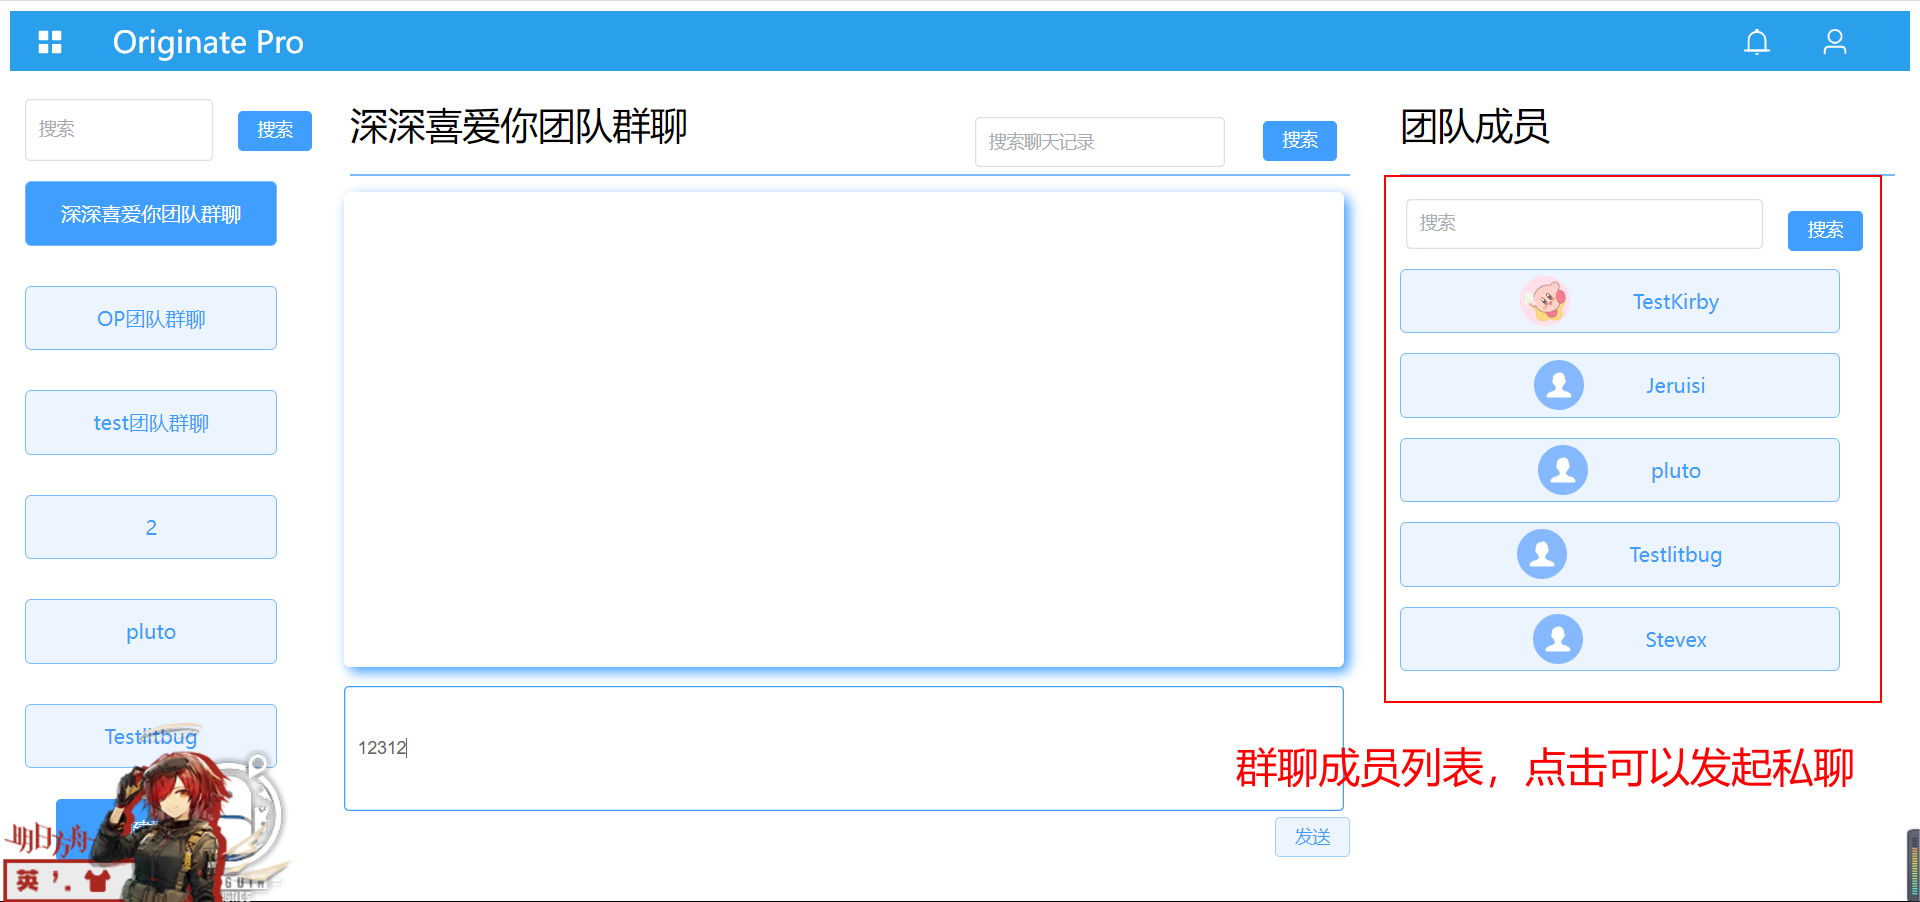 Originate Pro
搜索
搜索
深深喜爱你团队群聊
OP团队群聊
test团队群聊
2
pluto
Testlitbug
深深喜爱你团队群聊
搜索聊天记录
搜索
12312
发送
团队成员
搜索
搜索
TestKirby
Jeruisi
pluto
Testlitbug
Stevex
群聊成员列表，点击可以发起私聊
明日方舟
英 ’.